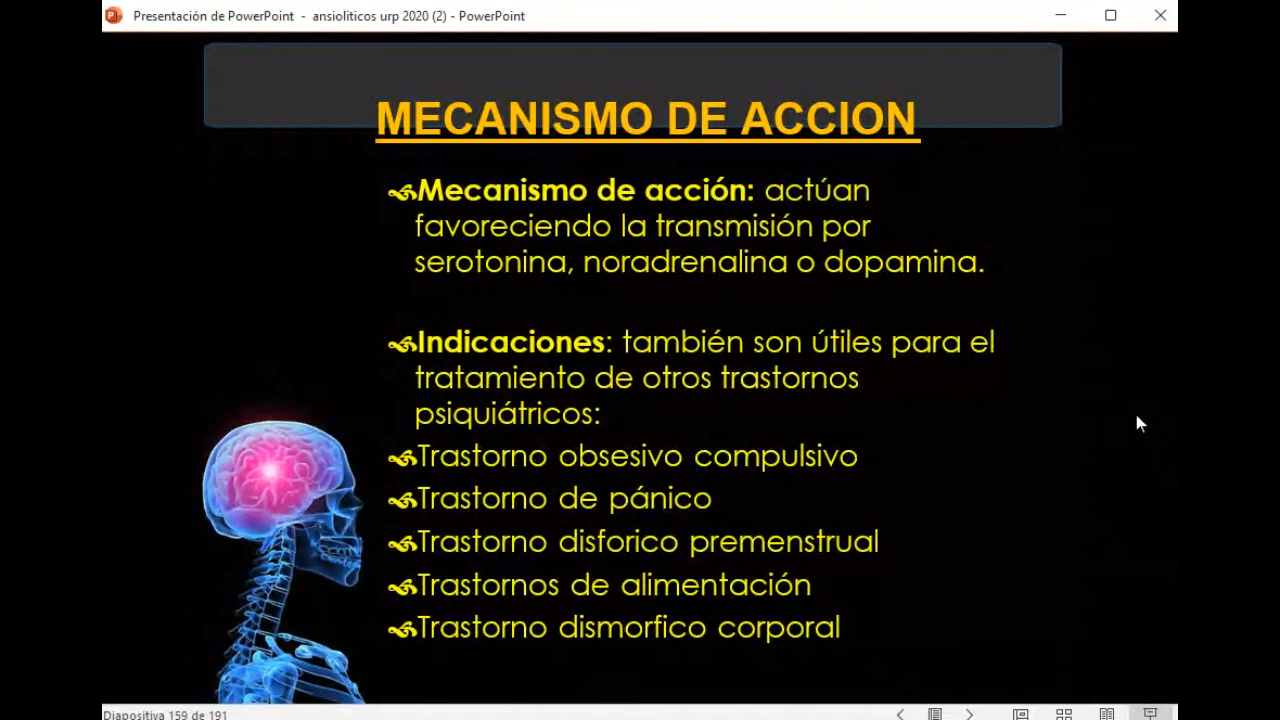 Presentación de PowerPoint - ansioliticos urp 2020 (2) - PowerPoint
MECANISMO DE ACCION
Mecanismo de acción: actúan
favoreciendo la transmisión por
serotonina, noradrenalina o dopamina.
Indicaciones: también son útiles para el
tratamiento de otros trastornos
psiquiátricos:
Trastorno obsesivo compulsivo
Trastorno de pánico
Trastorno disforico premenstrual
Trastornos de alimentación
Trastorno dismorfico corporal
Diapositiva 159 de 191